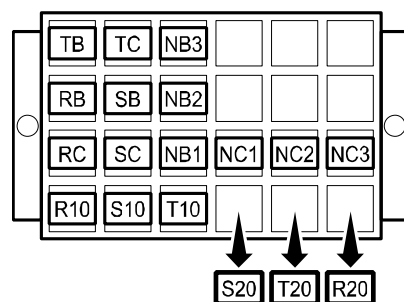 TB TC NB3
RB SB NB2
RC SC NB1 NC1 NC2 NC3
R10 S10 T10
S20 T20 R20